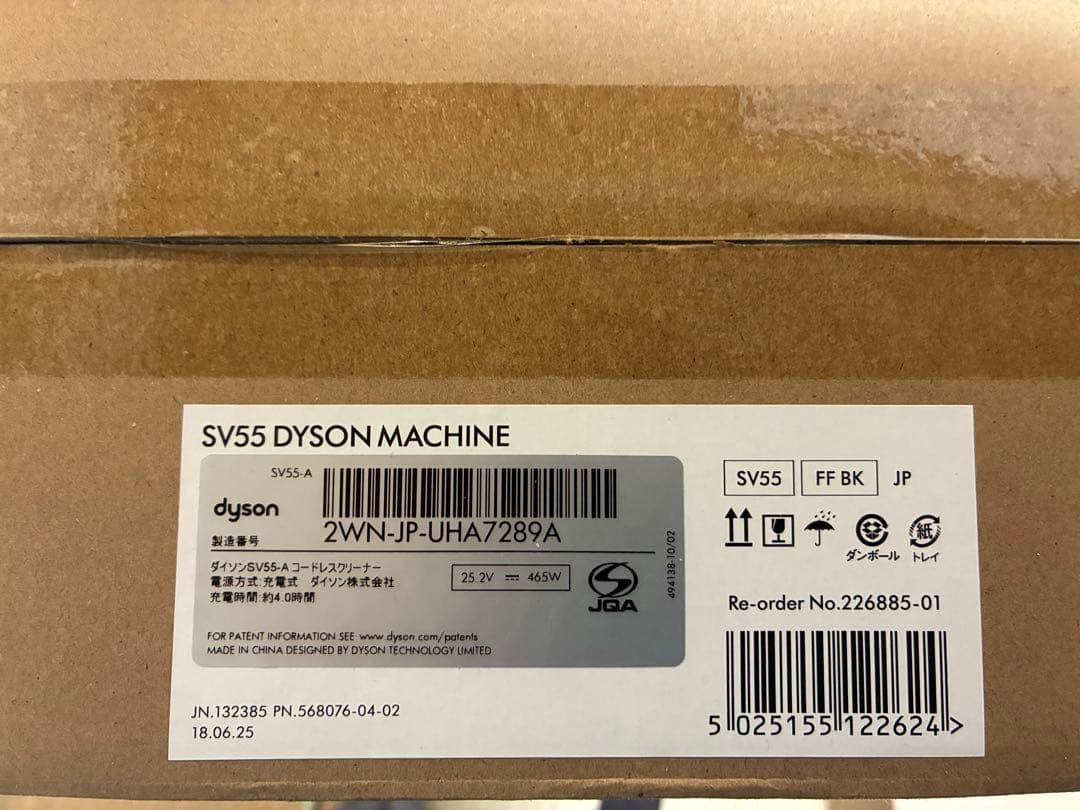 SV55 DYSON MACHINE
SV55-A
dyson
製造番号
2WN-JP-UHA7289A
ダイソンSV55-A コードレスクリーナー
電源方式:充電式 ダイソン株式会社
充電時間:約4.0時間
25.2V ⎓ 465W
JQA
494138-10/02
FOR PATENT INFORMATION SEE: www.dyson.com/patents
MADE IN CHINA DESIGNED BY DYSON TECHNOLOGY LIMITED
JN.132385 PN.568076-04-02
18.06.25
SV55 FF BK JP
紙
ダンボール トレイ
Re-order No.226885-01
5 025155 122624 >